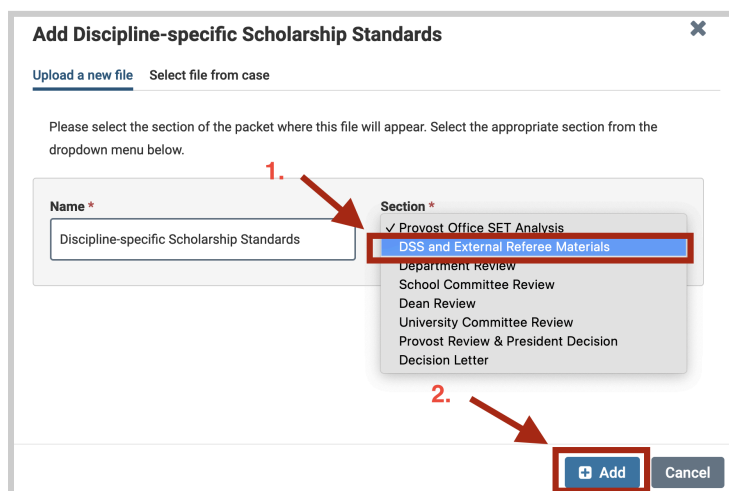 Add Discipline-specific Scholarship Standards
Upload a new file Select file from case
Please select the section of the packet where this file will appear. Select the appropriate section from the
dropdown menu below.
1.
Name * Section *
Discipline-specific Scholarship Standards
✓ Provost Office SET Analysis
DSS and External Referee Materials
Department Review
School Committee Review
Dean Review
University Committee Review
Provost Review & President Decision
Decision Letter
2.
Add Cancel